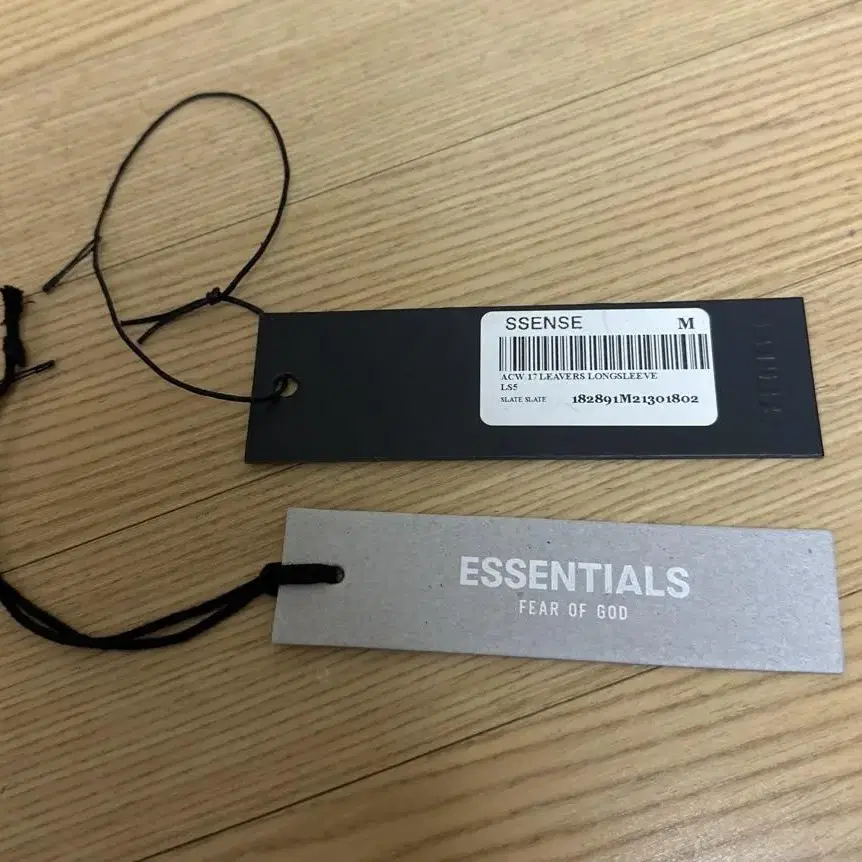 SSENSE M
ACW 17 LEAVERS LONGSLEEVE
LS5
SLATE SLATE 182891M21301802
ESSENTIALS
FEAR OF GOD